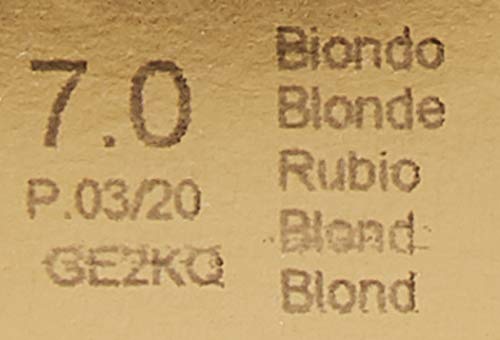 7.0
P.03/20
GE2KQ
Biondo
Blonde
Rubio
Blond
Blond